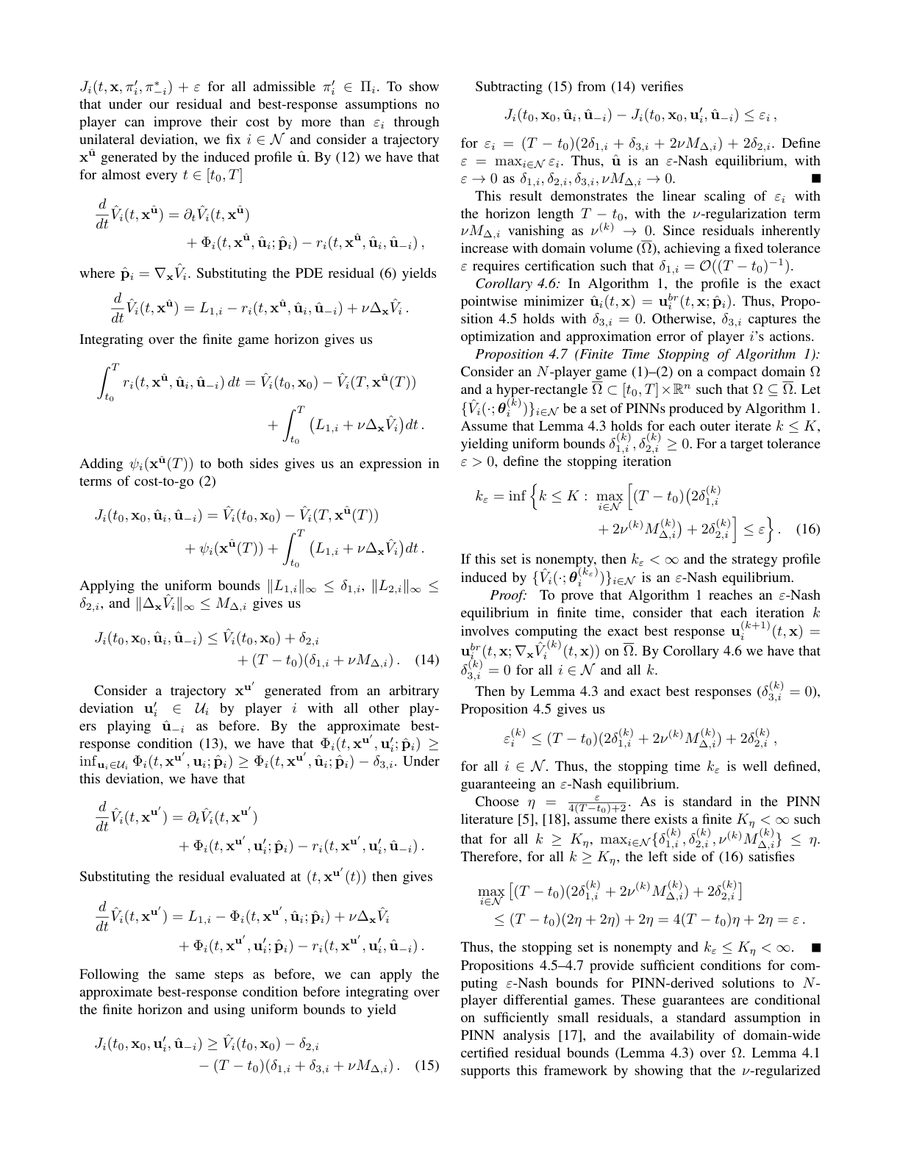 J_i(t, x, π′_i, π*_{−i}) + ε for all admissible π′_i ∈ Π_i. To show
that under our residual and best-response assumptions no
player can improve their cost by more than ε_i through
unilateral deviation, we fix i ∈ 𝒩 and consider a trajectory
x^û generated by the induced profile û. By (12) we have that
for almost every t ∈ [t_0, T]
d/dt V̂_i(t, x^û) = ∂_t V̂_i(t, x^û)
+ Φ_i(t, x^û, û_i; p̂_i) − r_i(t, x^û, û_i, û_{−i}) ,
where p̂_i = ∇_x V̂_i. Substituting the PDE residual (6) yields
d/dt V̂_i(t, x^û) = L_{1,i} − r_i(t, x^û, û_i, û_{−i}) + νΔ_x V̂_i .
Integrating over the finite game horizon gives us
∫_{t_0}^T r_i(t, x^û, û_i, û_{−i}) dt = V̂_i(t_0, x_0) − V̂_i(T, x^û(T))
+ ∫_{t_0}^T (L_{1,i} + νΔ_x V̂_i) dt .
Adding ψ_i(x^û(T)) to both sides gives us an expression in
terms of cost-to-go (2)
J_i(t_0, x_0, û_i, û_{−i}) = V̂_i(t_0, x_0) − V̂_i(T, x^û(T))
+ ψ_i(x^û(T)) + ∫_{t_0}^T (L_{1,i} + νΔ_x V̂_i) dt .
Applying the uniform bounds ∥L_{1,i}∥_∞ ≤ δ_{1,i}, ∥L_{2,i}∥_∞ ≤
δ_{2,i}, and ∥Δ_x V̂_i∥_∞ ≤ M_{Δ,i} gives us
J_i(t_0, x_0, û_i, û_{−i}) ≤ V̂_i(t_0, x_0) + δ_{2,i}
+ (T − t_0)(δ_{1,i} + νM_{Δ,i}) . (14)
Consider a trajectory x^{u′} generated from an arbitrary
deviation u′_i ∈ 𝒰_i by player i with all other play-
ers playing û_{−i} as before. By the approximate best-
response condition (13), we have that Φ_i(t, x^{u′}, u′_i; p̂_i) ≥
inf_{u_i∈𝒰_i} Φ_i(t, x^{u′}, u_i; p̂_i) ≥ Φ_i(t, x^{u′}, û_i; p̂_i) − δ_{3,i}. Under
this deviation, we have that
d/dt V̂_i(t, x^{u′}) = ∂_t V̂_i(t, x^{u′})
+ Φ_i(t, x^{u′}, u′_i; p̂_i) − r_i(t, x^{u′}, u′_i, û_{−i}) .
Substituting the residual evaluated at (t, x^{u′}(t)) then gives
d/dt V̂_i(t, x^{u′}) = L_{1,i} − Φ_i(t, x^{u′}, û_i; p̂_i) + νΔ_x V̂_i
+ Φ_i(t, x^{u′}, u′_i; p̂_i) − r_i(t, x^{u′}, u′_i, û_{−i}) .
Following the same steps as before, we can apply the
approximate best-response condition before integrating over
the finite horizon and using uniform bounds to yield
J_i(t_0, x_0, u′_i, û_{−i}) ≥ V̂_i(t_0, x_0) − δ_{2,i}
− (T − t_0)(δ_{1,i} + δ_{3,i} + νM_{Δ,i}) . (15)
Subtracting (15) from (14) verifies
J_i(t_0, x_0, û_i, û_{−i}) − J_i(t_0, x_0, u′_i, û_{−i}) ≤ ε_i ,
for ε_i = (T − t_0)(2δ_{1,i} + δ_{3,i} + 2νM_{Δ,i}) + 2δ_{2,i}. Define
ε = max_{i∈𝒩} ε_i. Thus, û is an ε-Nash equilibrium, with
ε → 0 as δ_{1,i}, δ_{2,i}, δ_{3,i}, νM_{Δ,i} → 0. ■
This result demonstrates the linear scaling of ε_i with
the horizon length T − t_0, with the ν-regularization term
νM_{Δ,i} vanishing as ν^{(k)} → 0. Since residuals inherently
increase with domain volume (Ω̅), achieving a fixed tolerance
ε requires certification such that δ_{1,i} = 𝒪((T − t_0)^{−1}).
Corollary 4.6: In Algorithm 1, the profile is the exact
pointwise minimizer û_i(t, x) = u_i^{br}(t, x; p̂_i). Thus, Propo-
sition 4.5 holds with δ_{3,i} = 0. Otherwise, δ_{3,i} captures the
optimization and approximation error of player i's actions.
Proposition 4.7 (Finite Time Stopping of Algorithm 1):
Consider an N-player game (1)–(2) on a compact domain Ω
and a hyper-rectangle Ω̅ ⊂ [t_0, T]×ℝ^n such that Ω ⊆ Ω̅. Let
{V̂_i(·; θ_i^{(k)})}_{i∈𝒩} be a set of PINNs produced by Algorithm 1.
Assume that Lemma 4.3 holds for each outer iterate k ≤ K,
yielding uniform bounds δ_{1,i}^{(k)}, δ_{2,i}^{(k)} ≥ 0. For a target tolerance
ε > 0, define the stopping iteration
k_ε = inf {k ≤ K : max_{i∈𝒩} [(T − t_0)(2δ_{1,i}^{(k)}
+ 2ν^{(k)}M_{Δ,i}^{(k)}) + 2δ_{2,i}^{(k)}] ≤ ε} . (16)
If this set is nonempty, then k_ε < ∞ and the strategy profile
induced by {V̂_i(·; θ_i^{(k_ε)})}_{i∈𝒩} is an ε-Nash equilibrium.
Proof: To prove that Algorithm 1 reaches an ε-Nash
equilibrium in finite time, consider that each iteration k
involves computing the exact best response u_i^{(k+1)}(t, x) =
u_i^{br}(t, x; ∇_x V̂_i^{(k)}(t, x)) on Ω̅. By Corollary 4.6 we have that
δ_{3,i}^{(k)} = 0 for all i ∈ 𝒩 and all k.
Then by Lemma 4.3 and exact best responses (δ_{3,i}^{(k)} = 0),
Proposition 4.5 gives us
ε_i^{(k)} ≤ (T − t_0)(2δ_{1,i}^{(k)} + 2ν^{(k)}M_{Δ,i}^{(k)}) + 2δ_{2,i}^{(k)} ,
for all i ∈ 𝒩. Thus, the stopping time k_ε is well defined,
guaranteeing an ε-Nash equilibrium.
Choose η = ε/(4(T−t_0)+2). As is standard in the PINN
literature [5], [18], assume there exists a finite K_η < ∞ such
that for all k ≥ K_η, max_{i∈𝒩}{δ_{1,i}^{(k)}, δ_{2,i}^{(k)}, ν^{(k)}M_{Δ,i}^{(k)}} ≤ η.
Therefore, for all k ≥ K_η, the left side of (16) satisfies
max_{i∈𝒩} [(T − t_0)(2δ_{1,i}^{(k)} + 2ν^{(k)}M_{Δ,i}^{(k)}) + 2δ_{2,i}^{(k)}]
≤ (T − t_0)(2η + 2η) + 2η = 4(T − t_0)η + 2η = ε .
Thus, the stopping set is nonempty and k_ε ≤ K_η < ∞. ■
Propositions 4.5–4.7 provide sufficient conditions for com-
puting ε-Nash bounds for PINN-derived solutions to N-
player differential games. These guarantees are conditional
on sufficiently small residuals, a standard assumption in
PINN analysis [17], and the availability of domain-wide
certified residual bounds (Lemma 4.3) over Ω. Lemma 4.1
supports this framework by showing that the ν-regularized